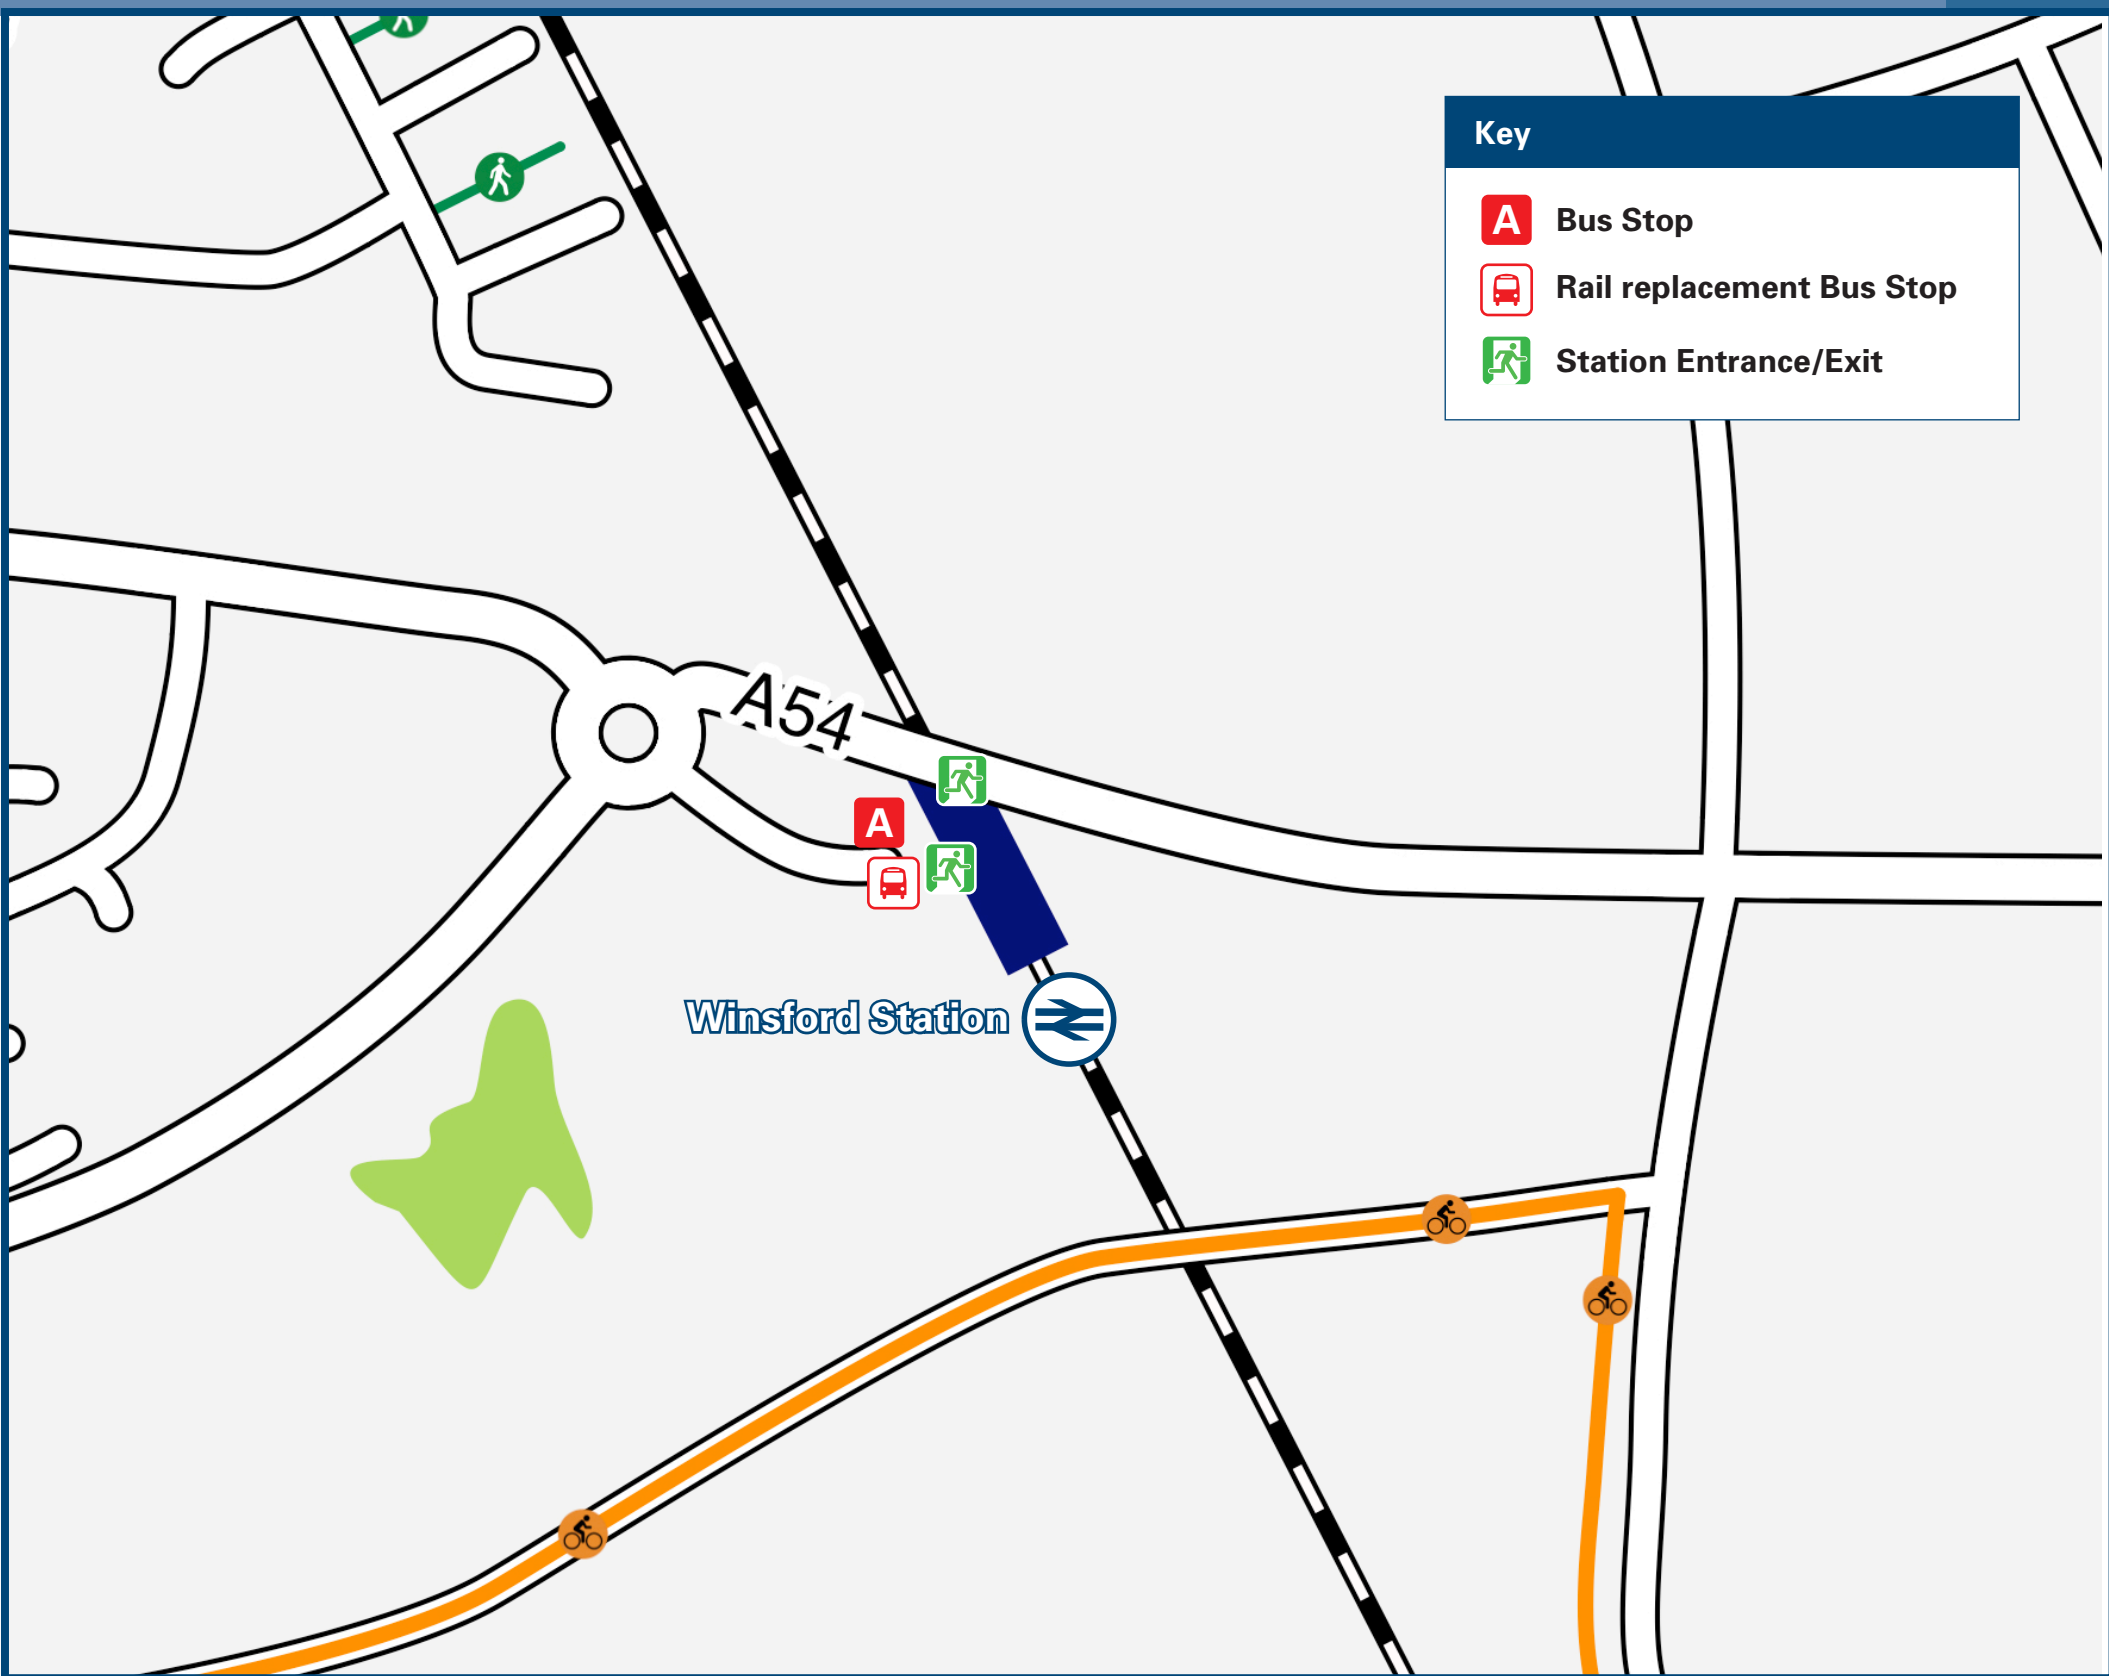 Key
A Bus Stop
Rail replacement Bus Stop
Station Entrance/Exit
A54
A
Winsford Station